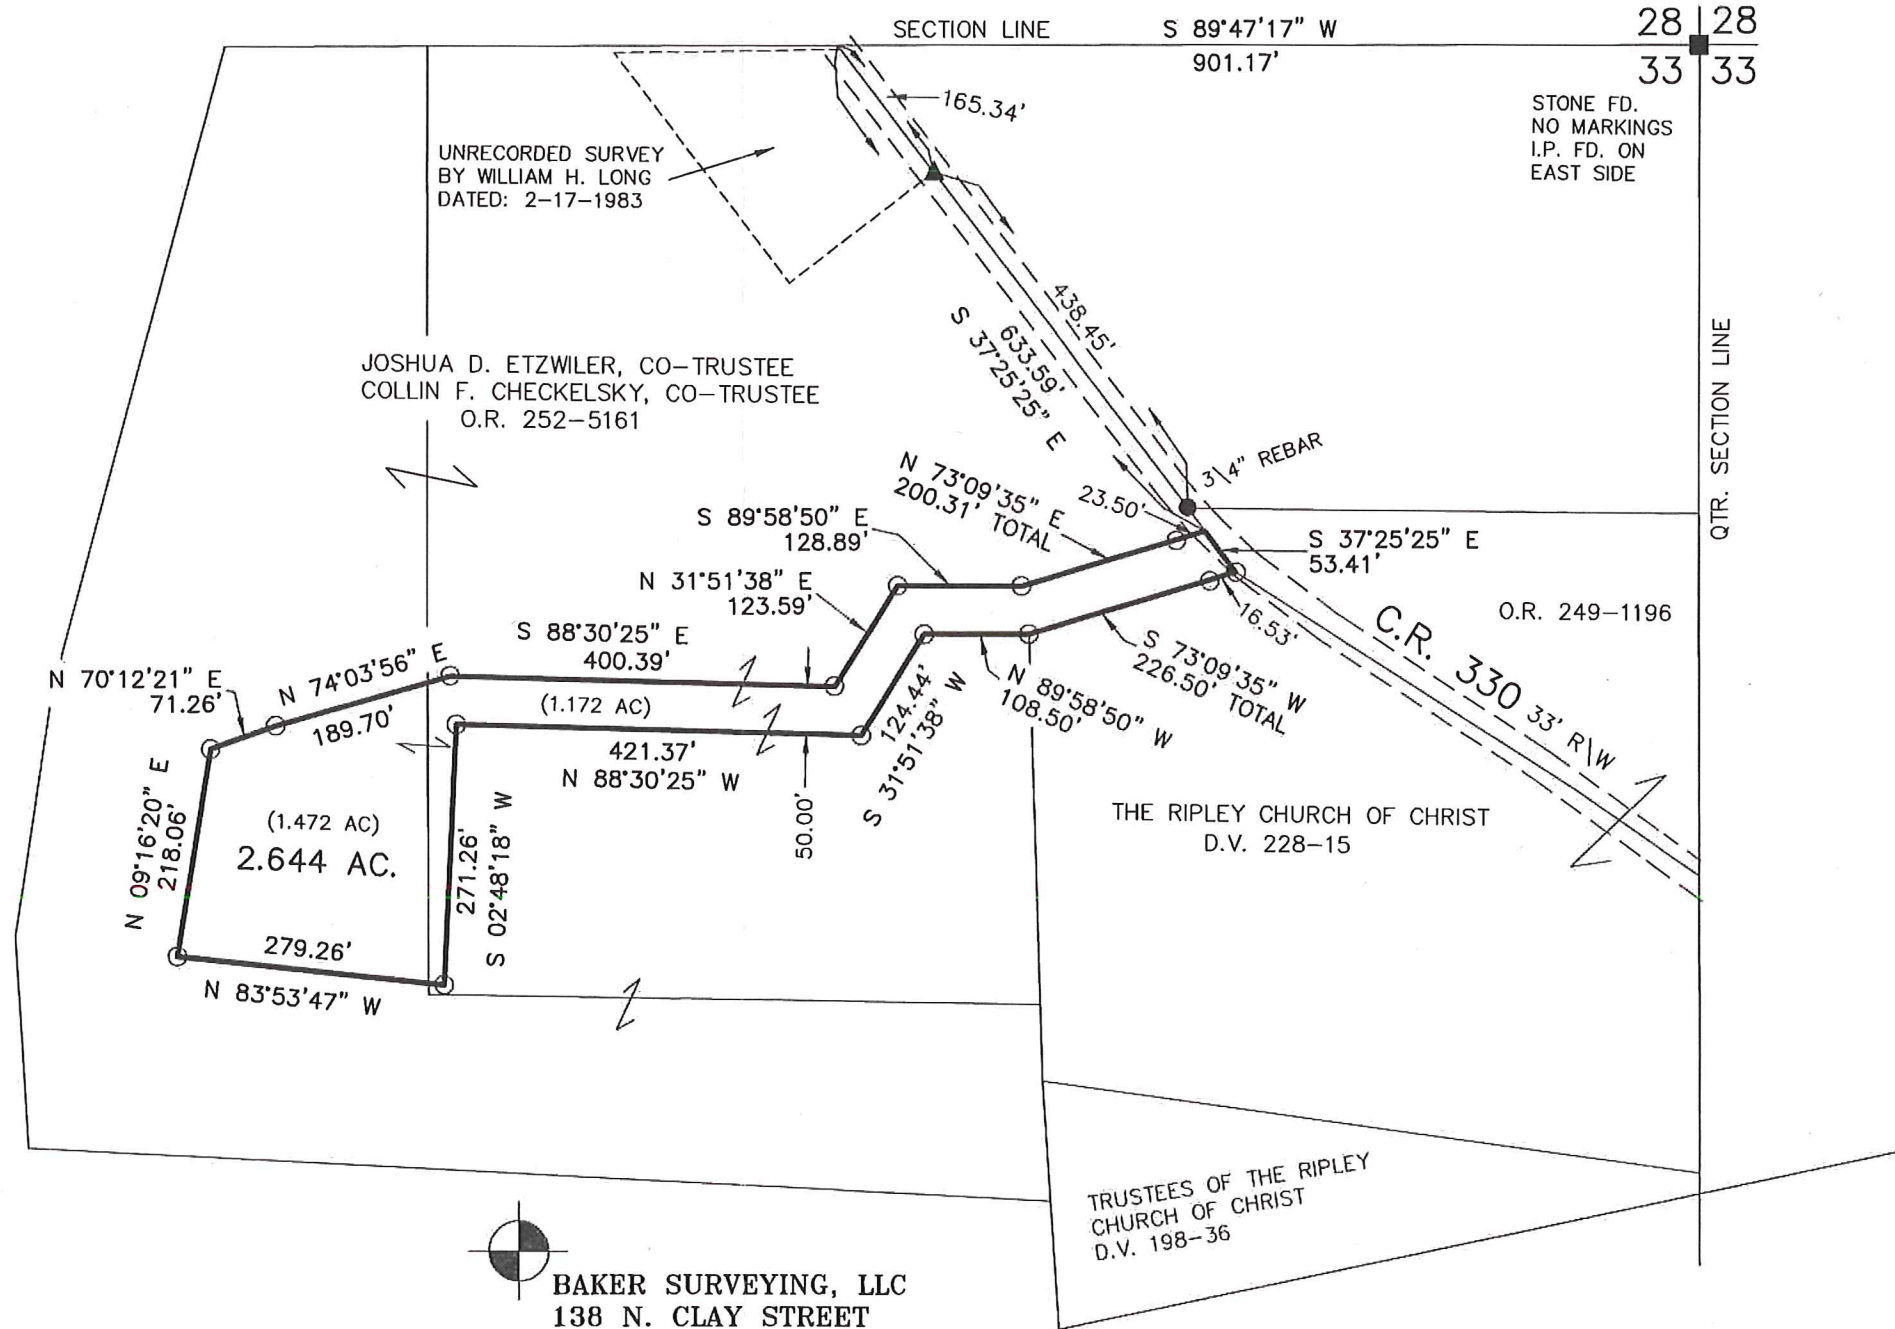 SECTION LINE
S 89°47'17" W
901.17'
28 28
33 33
STONE FD.
NO MARKINGS
I.P. FD. ON
EAST SIDE
165.34'
UNRECORDED SURVEY
BY WILLIAM H. LONG
DATED: 2-17-1983
438.45'
633.59'
S 37°25'25" E
QTR. SECTION LINE
JOSHUA D. ETZWILER, CO-TRUSTEE
COLLIN F. CHECKELSKY, CO-TRUSTEE
O.R. 252-5161
3\4" REBAR
N 73°09'35" E
200.31' TOTAL
23.50'
S 89°58'50" E
128.89'
S 37°25'25" E
53.41'
N 31°51'38" E
123.59'
O.R. 249-1196
16.53'
C.R. 330
33' R\W
S 88°30'25" E
400.39'
S 73°09'35" W
226.50' TOTAL
N 70°12'21" E
71.26'
N 74°03'56" E
189.70'
(1.172 AC)
N 89°58'50" W
108.50'
124.44'
S 31°51'38" W
421.37'
N 88°30'25" W
50.00'
N 09°16'20" E
218.06'
(1.472 AC)
2.644 AC.
271.26'
S 02°48'18" W
THE RIPLEY CHURCH OF CHRIST
D.V. 228-15
279.26'
N 83°53'47" W
TRUSTEES OF THE RIPLEY
CHURCH OF CHRIST
D.V. 198-36
BAKER SURVEYING, LLC
138 N. CLAY STREET